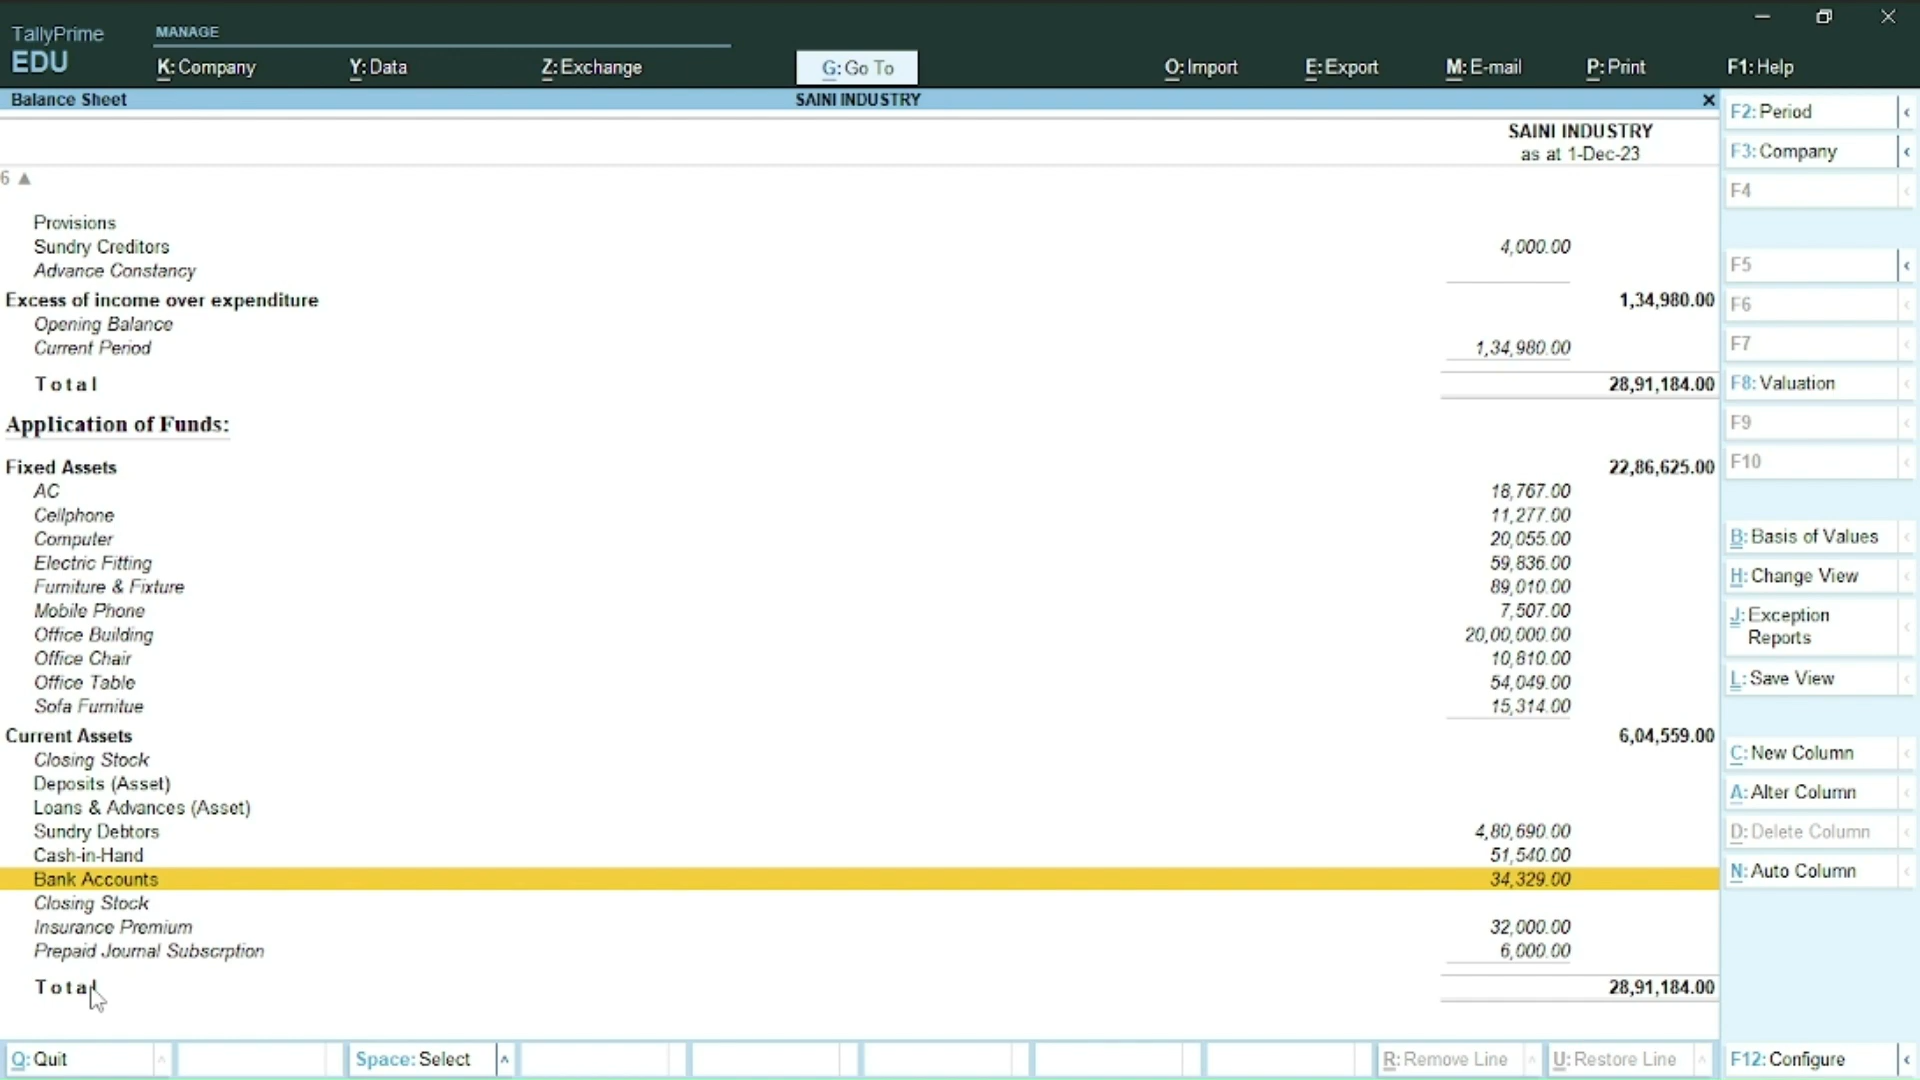 TallyPrime
EDU
MANAGE
K: Company
Y: Data
Z: Exchange
G: Go To
O: Import
E: Export
M: E-mail
P: Print
F1: Help
Balance Sheet
SAINI INDUSTRY
SAINI INDUSTRY
as at 1-Dec-23
6 ▲
Provisions
Sundry Creditors 4,000.00
Advance Constancy
Excess of income over expenditure 1,34,980.00
Opening Balance
Current Period 1,34,980.00
Total 28,91,184.00
Application of Funds:
Fixed Assets 22,86,625.00
AC 18,767.00
Cellphone 11,277.00
Computer 20,055.00
Electric Fitting 59,836.00
Furniture & Fixture 89,010.00
Mobile Phone 7,507.00
Office Building 20,00,000.00
Office Chair 10,810.00
Office Table 54,049.00
Sofa Furnitue 15,314.00
Current Assets 6,04,559.00
Closing Stock
Deposits (Asset)
Loans & Advances (Asset)
Sundry Debtors 4,80,690.00
Cash-in-Hand 51,540.00
Bank Accounts 34,329.00
Closing Stock
Insurance Premium 32,000.00
Prepaid Journal Subscrption 6,000.00
Total 28,91,184.00
F2: Period
F3: Company
F4
F5
F6
F7
F8: Valuation
F9
F10
B: Basis of Values
H: Change View
J: Exception
Reports
L: Save View
C: New Column
A: Alter Column
D: Delete Column
N: Auto Column
Q: Quit
Space: Select
R: Remove Line
U: Restore Line
F12: Configure